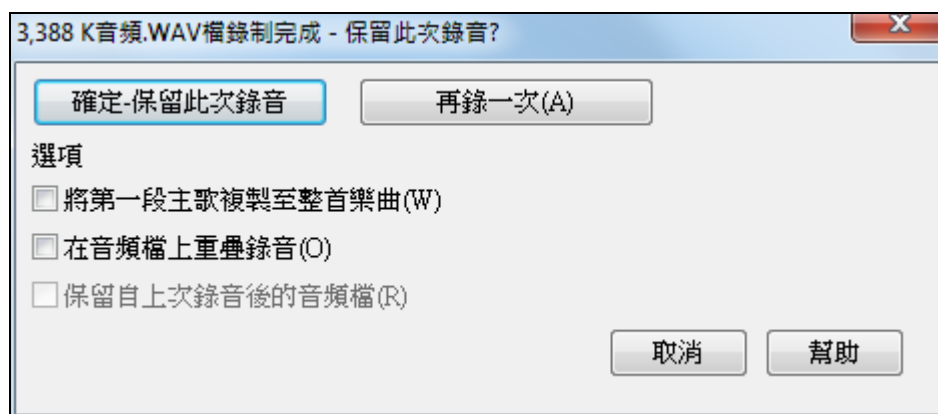 3,388 K音頻.WAV檔錄制完成 - 保留此次錄音?
確定-保留此次錄音 再錄一次(A)
選項
將第一段主歌複製至整首樂曲(W)
在音頻檔上重疊錄音(O)
保留自上次錄音後的音頻檔(R)
取消 幫助